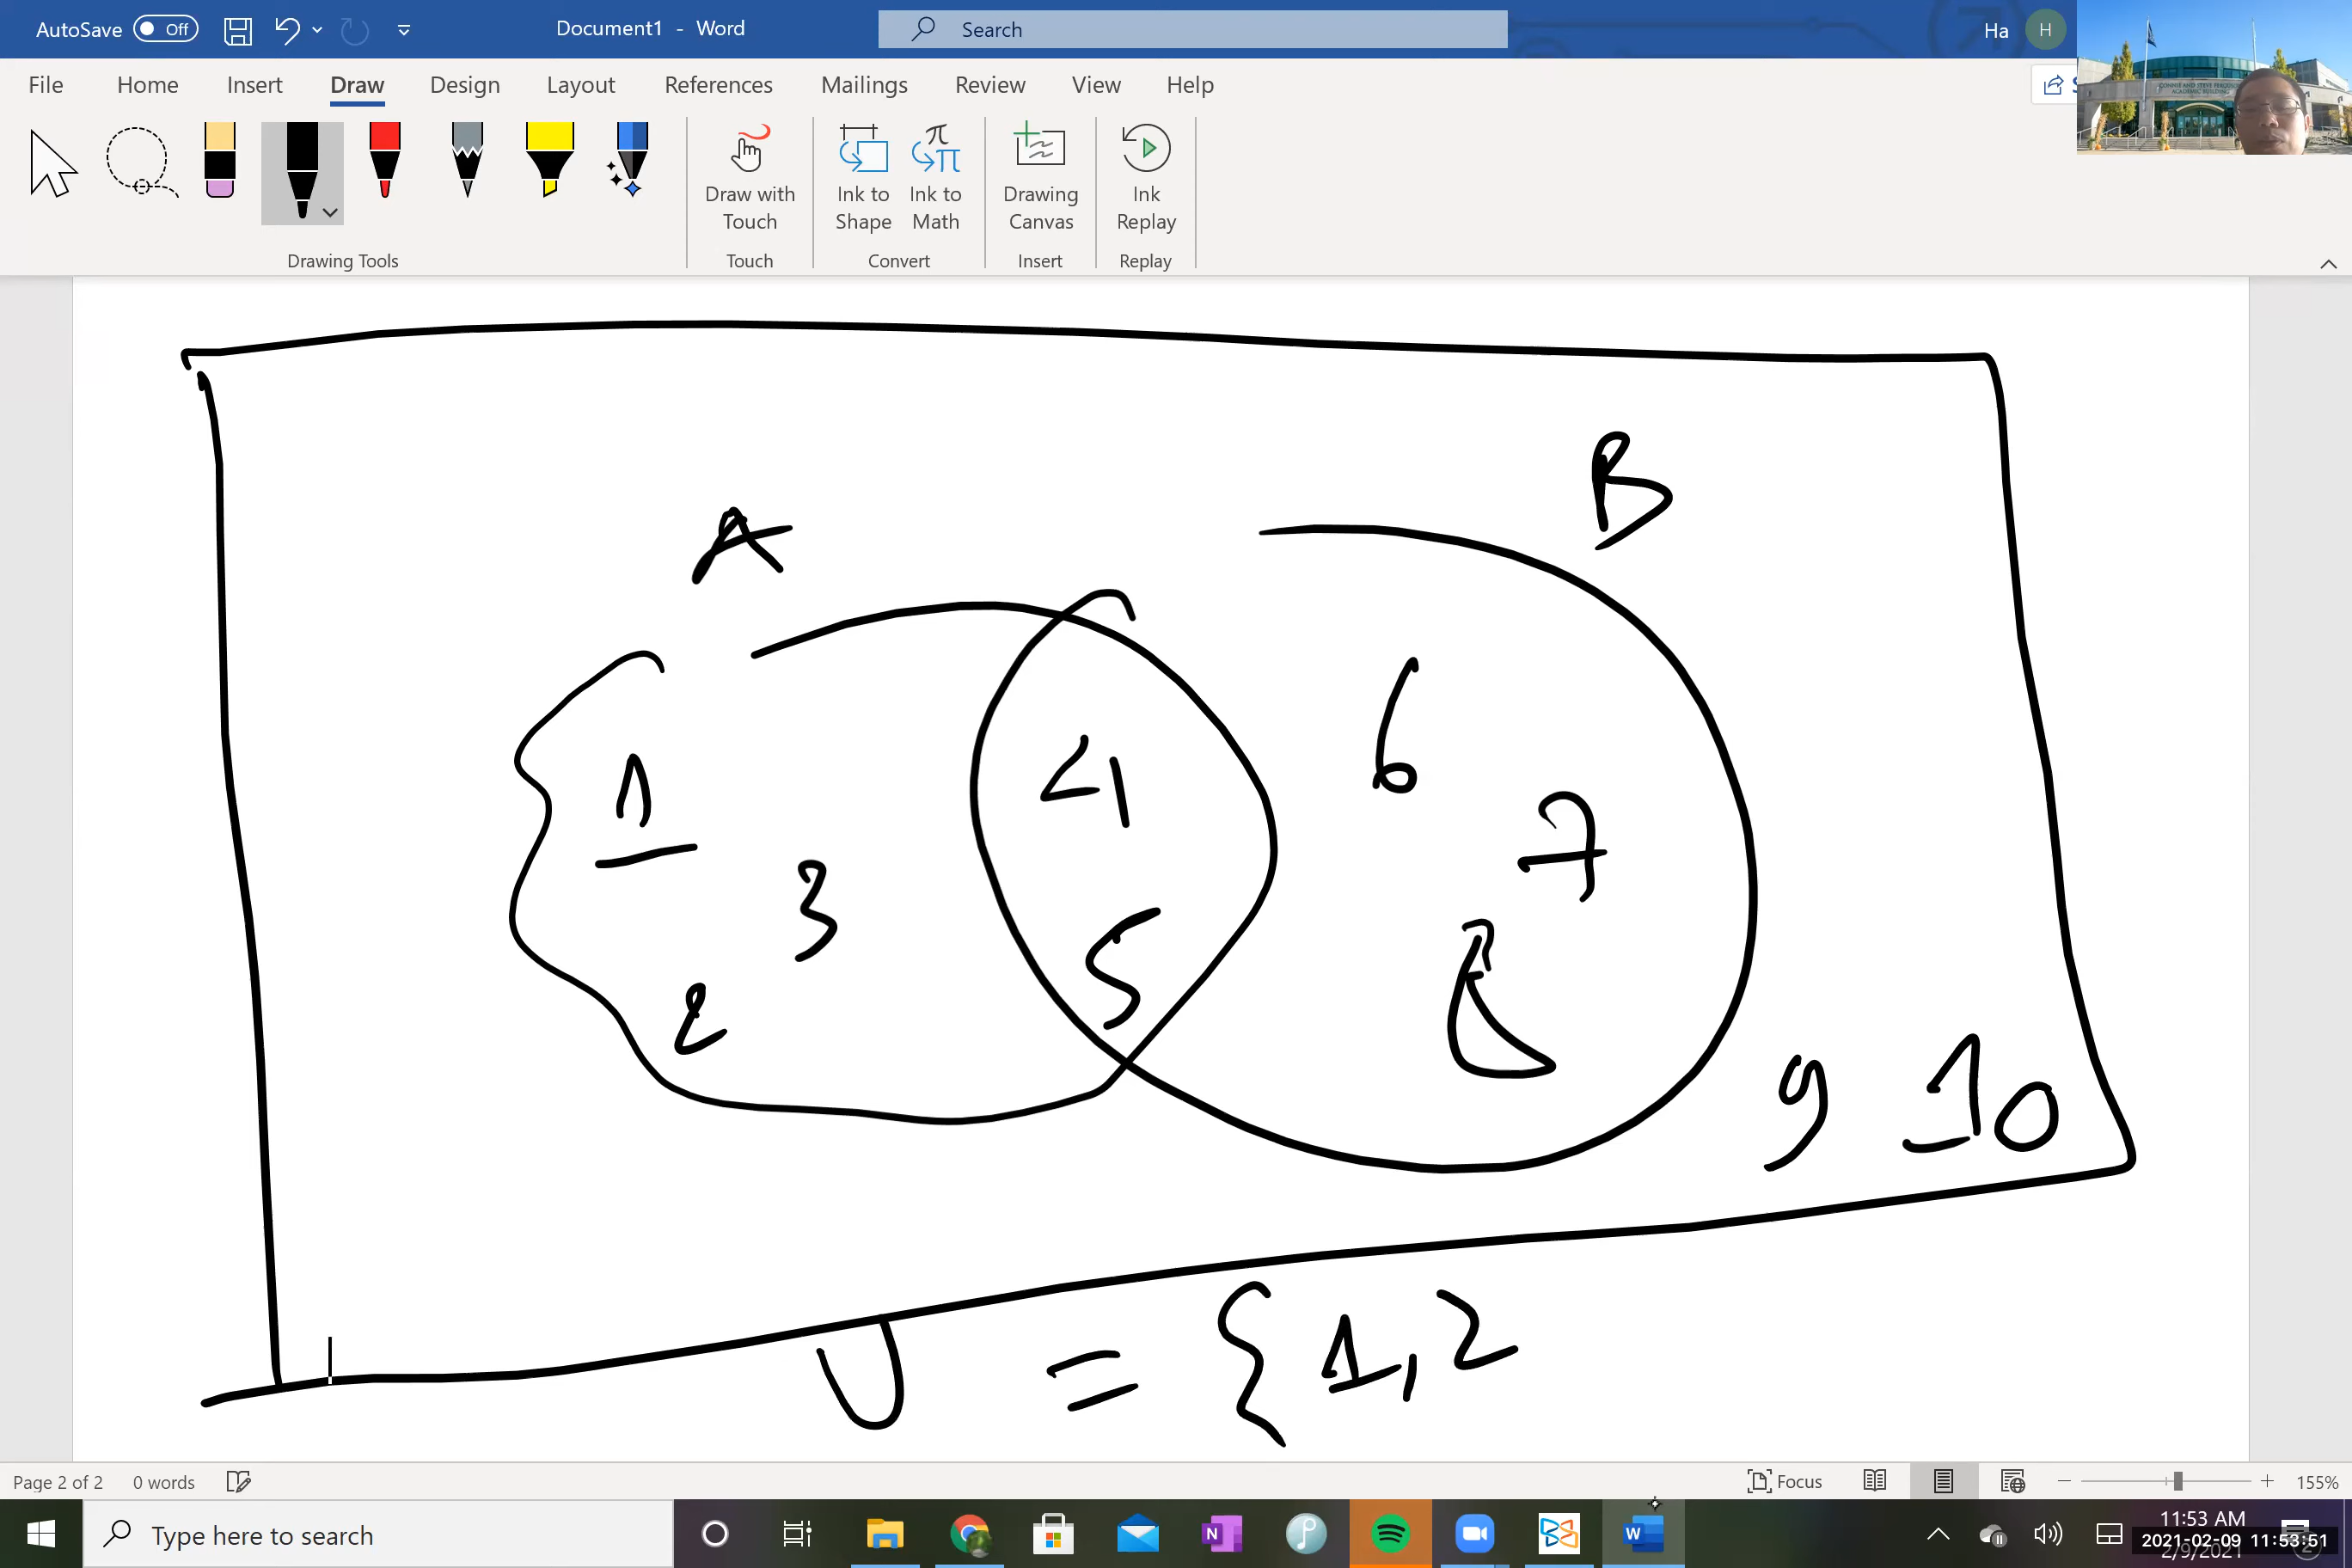 AutoSave Off Document1 - Word Search Ha H
File Home Insert Draw Design Layout References Mailings Review View Help
Draw with Touch Ink to Shape Ink to Math Drawing Canvas Ink Replay
Drawing Tools Touch Convert Insert Replay
A B
1 4 6
3 7
5 8
2
9 10
U = {1, 2
Page 2 of 2 0 words Focus 155%
Type here to search
11:53 AM
2021-02-09 11:53:51
2/9/2021